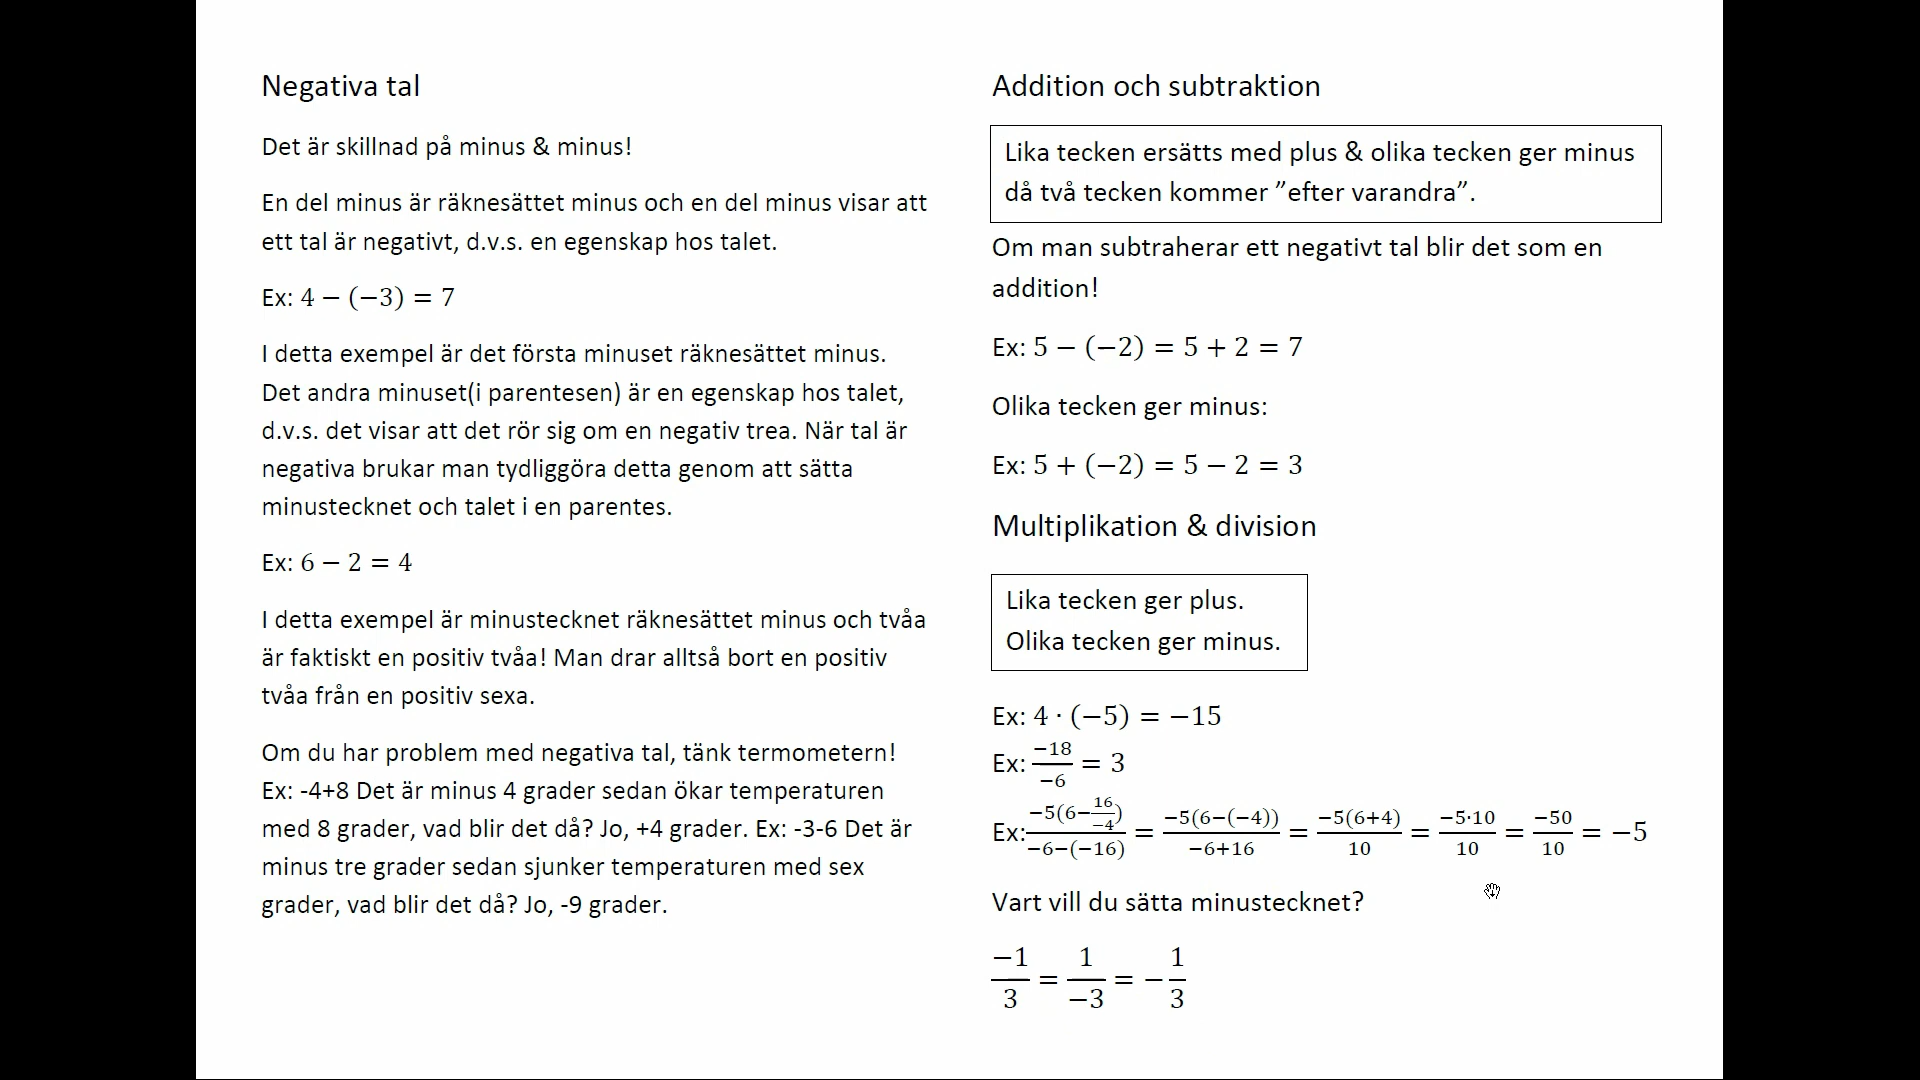 Negativa tal
Det är skillnad på minus & minus!
En del minus är räknesättet minus och en del minus visar att
ett tal är negativt, d.v.s. en egenskap hos talet.
Ex: 4 − (−3) = 7
I detta exempel är det första minuset räknesättet minus.
Det andra minuset(i parentesen) är en egenskap hos talet,
d.v.s. det visar att det rör sig om en negativ trea. När tal är
negativa brukar man tydliggöra detta genom att sätta
minustecknet och talet i en parentes.
Ex: 6 − 2 = 4
I detta exempel är minustecknet räknesättet minus och tvåa
är faktiskt en positiv tvåa! Man drar alltså bort en positiv
tvåa från en positiv sexa.
Om du har problem med negativa tal, tänk termometern!
Ex: -4+8 Det är minus 4 grader sedan ökar temperaturen
med 8 grader, vad blir det då? Jo, +4 grader. Ex: -3-6 Det är
minus tre grader sedan sjunker temperaturen med sex
grader, vad blir det då? Jo, -9 grader.
Addition och subtraktion
Lika tecken ersätts med plus & olika tecken ger minus
då två tecken kommer ”efter varandra”.
Om man subtraherar ett negativt tal blir det som en
addition!
Ex: 5 − (−2) = 5 + 2 = 7
Olika tecken ger minus:
Ex: 5 + (−2) = 5 − 2 = 3
Multiplikation & division
Lika tecken ger plus.
Olika tecken ger minus.
Ex: 4 · (−5) = −15
Ex: −18/−6 = 3
Ex: −5(6−16/−4)/−6−(−16) = −5(6−(−4))/−6+16 = −5(6+4)/10 = −5·10/10 = −50/10 = −5
Vart vill du sätta minustecknet?
−1/3 = 1/−3 = −1/3